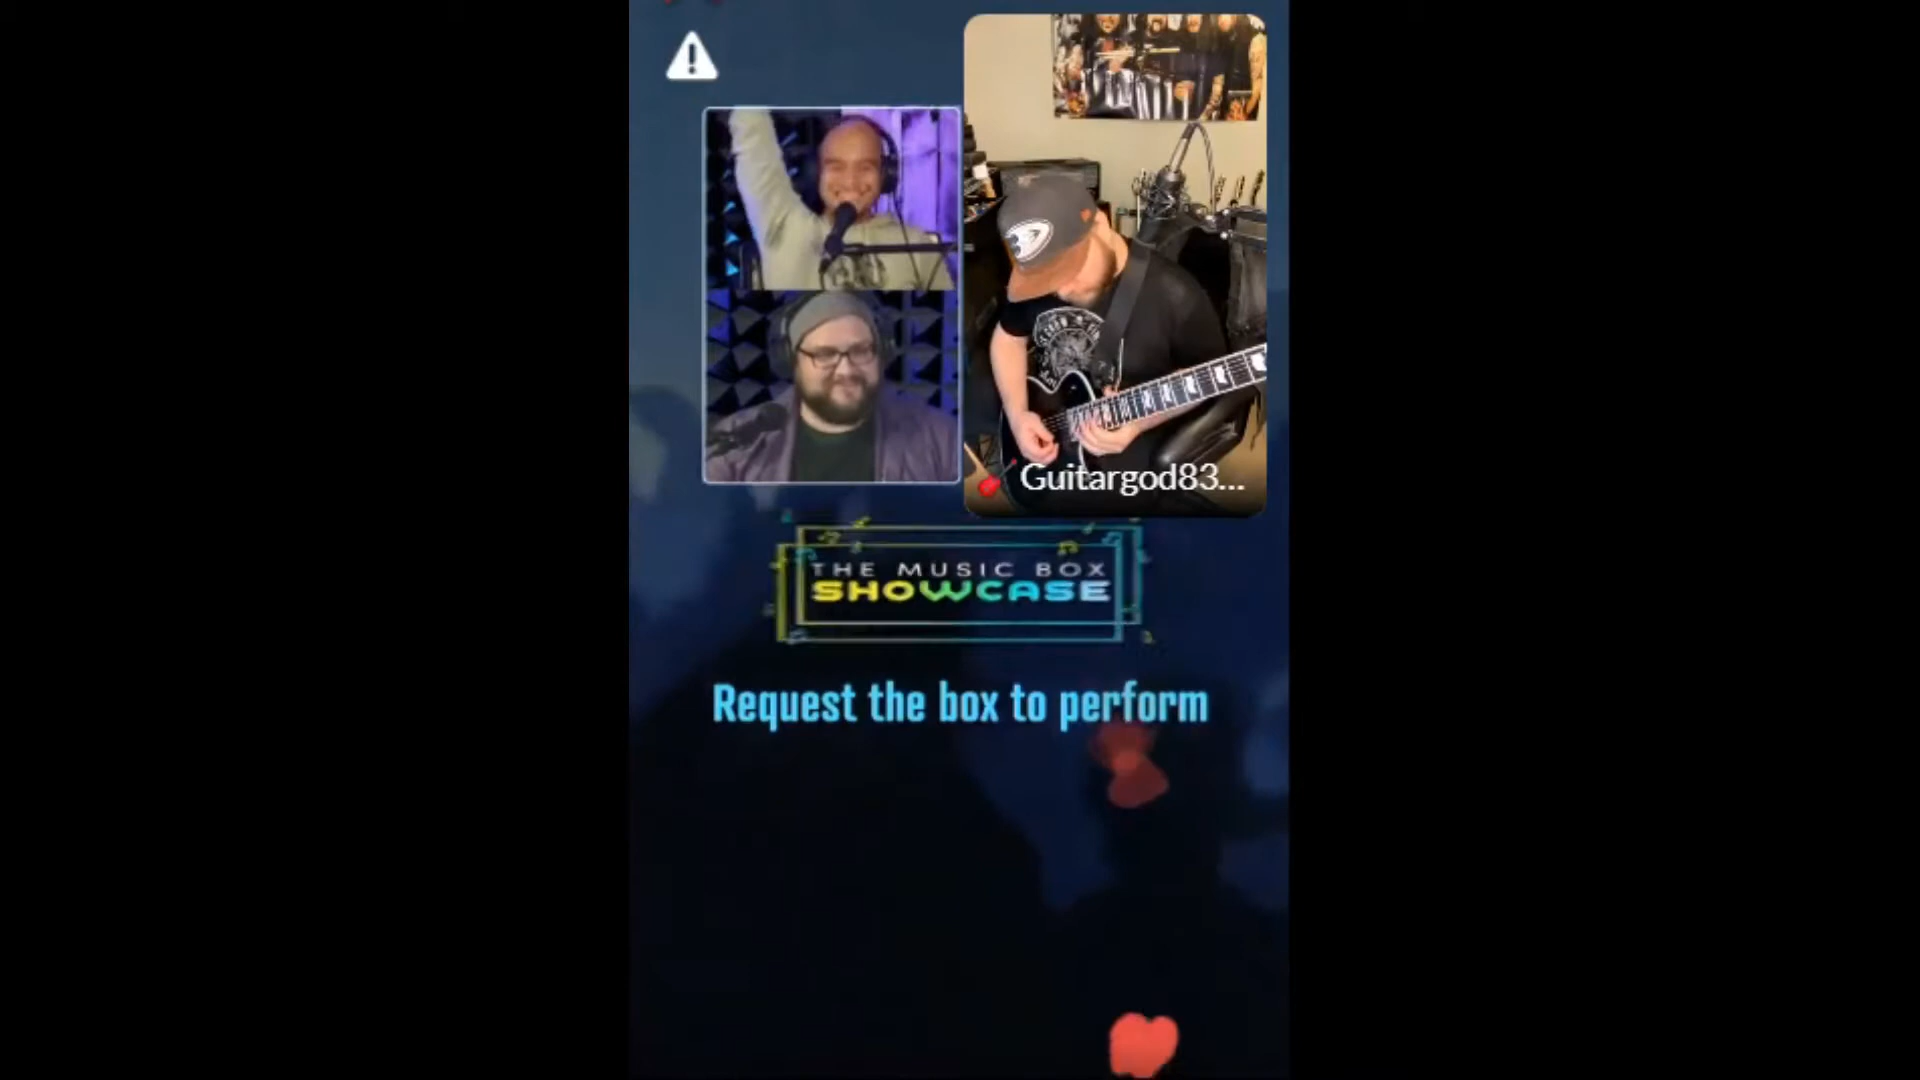 Guitargod83...
THE MUSIC BOX
SHOWCASE
Request the box to perform